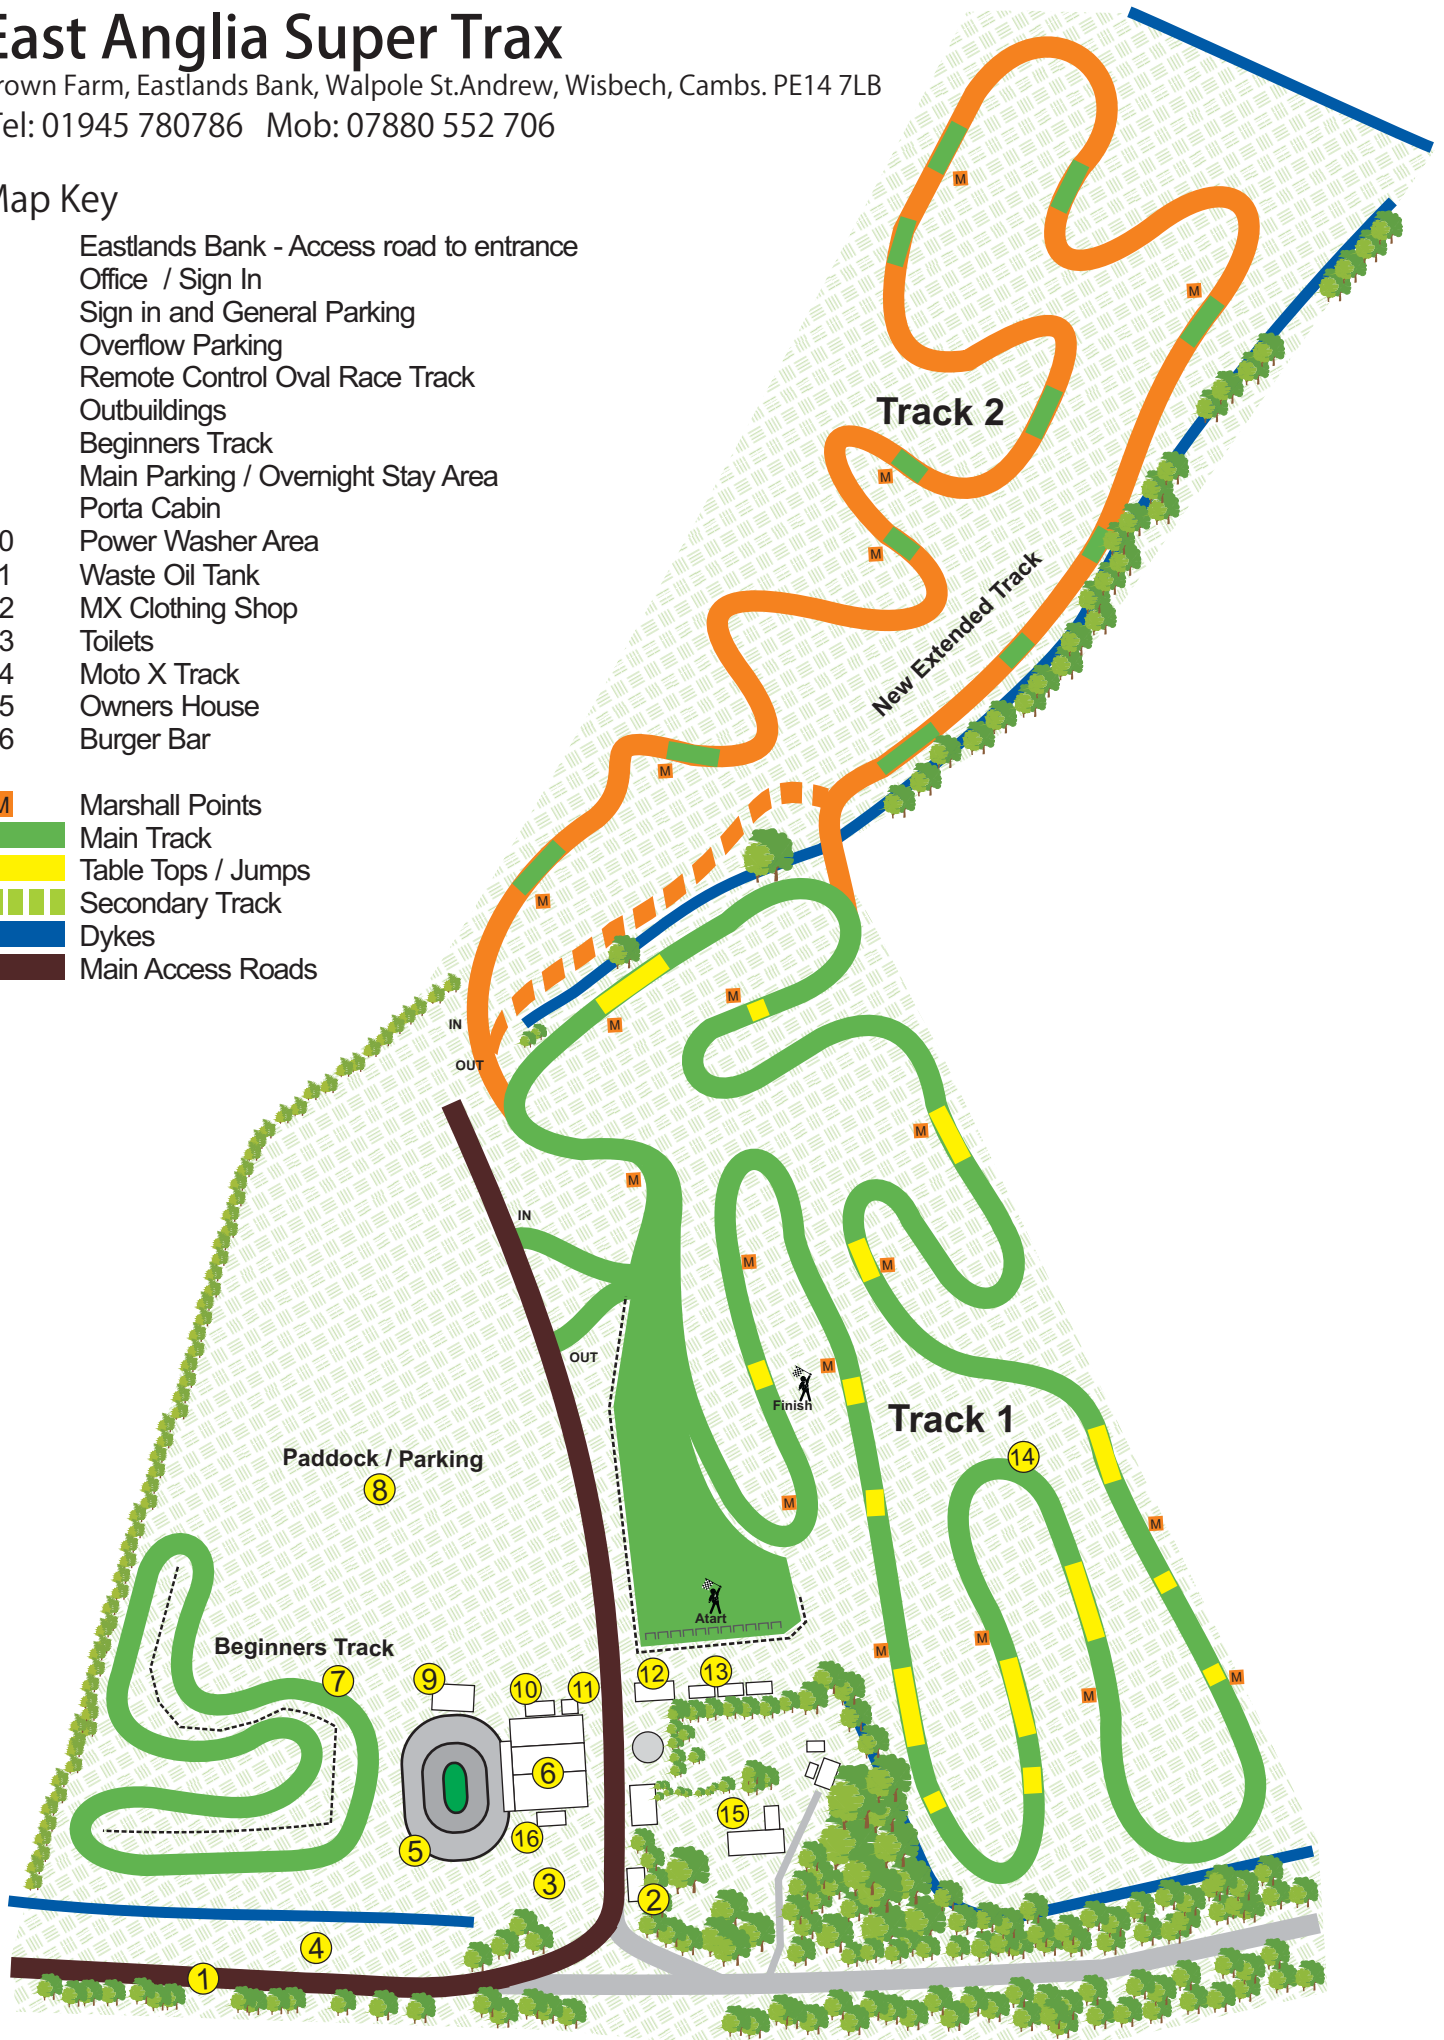 East Anglia Super Trax
rown Farm, Eastlands Bank, Walpole St.Andrew, Wisbech, Cambs. PE14 7LB
Tel: 01945 780786 Mob: 07880 552 706
Map Key
Eastlands Bank - Access road to entrance
Office / Sign In
Sign in and General Parking
Overflow Parking
Remote Control Oval Race Track
Outbuildings
Beginners Track
Main Parking / Overnight Stay Area
Porta Cabin
0 Power Washer Area
1 Waste Oil Tank
2 MX Clothing Shop
3 Toilets
4 Moto X Track
5 Owners House
6 Burger Bar
M Marshall Points
Main Track
Table Tops / Jumps
Secondary Track
Dykes
Main Access Roads
M
M
Track 2
M
M
New Extended Track
M
M
M
M
IN
OUT
M
M
IN
M
M
OUT
M
Finish
Track 1
14
Paddock / Parking
8
M
M
Atart
Beginners Track
7
M
M
M
M
9
10
11
12
13
6
5
16
15
3
2
4
1